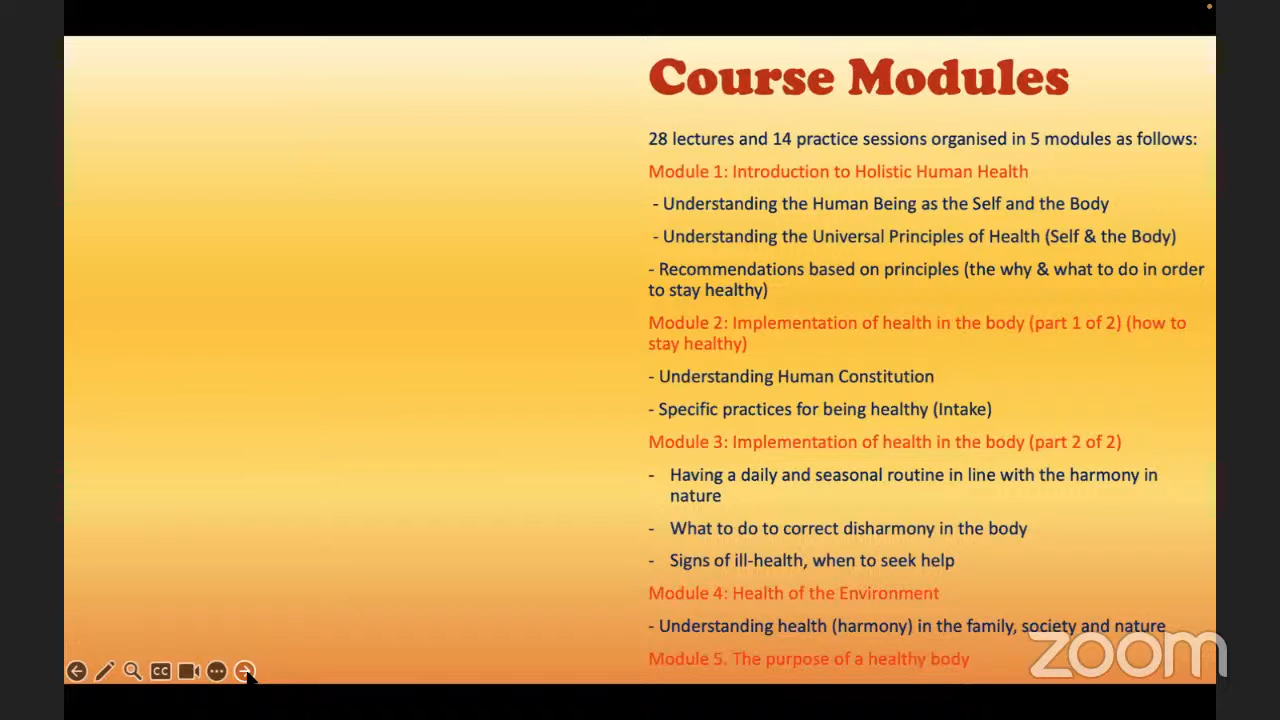 Course Modules
28 lectures and 14 practice sessions organised in 5 modules as follows:
Module 1: Introduction to Holistic Human Health
- Understanding the Human Being as the Self and the Body
- Understanding the Universal Principles of Health (Self & the Body)
- Recommendations based on principles (the why & what to do in order
to stay healthy)
Module 2: Implementation of health in the body (part 1 of 2) (how to
stay healthy)
- Understanding Human Constitution
- Specific practices for being healthy (Intake)
Module 3: Implementation of health in the body (part 2 of 2)
- Having a daily and seasonal routine in line with the harmony in
nature
- What to do to correct disharmony in the body
- Signs of ill-health, when to seek help
Module 4: Health of the Environment
- Understanding health (harmony) in the family, society and nature
Module 5. The purpose of a healthy body
CC
zoom